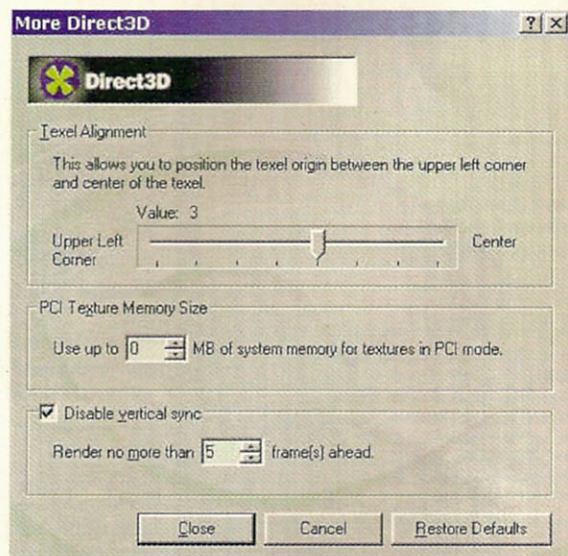 More Direct3D
Direct3D
Texel Alignment
This allows you to position the texel origin between the upper left corner
and center of the texel.
Value: 3
Upper Left
Corner
Center
PCI Texture Memory Size
Use up to 0 MB of system memory for textures in PCI mode.
Disable vertical sync
Render no more than 5 frame(s) ahead.
Close
Cancel
Restore Defaults